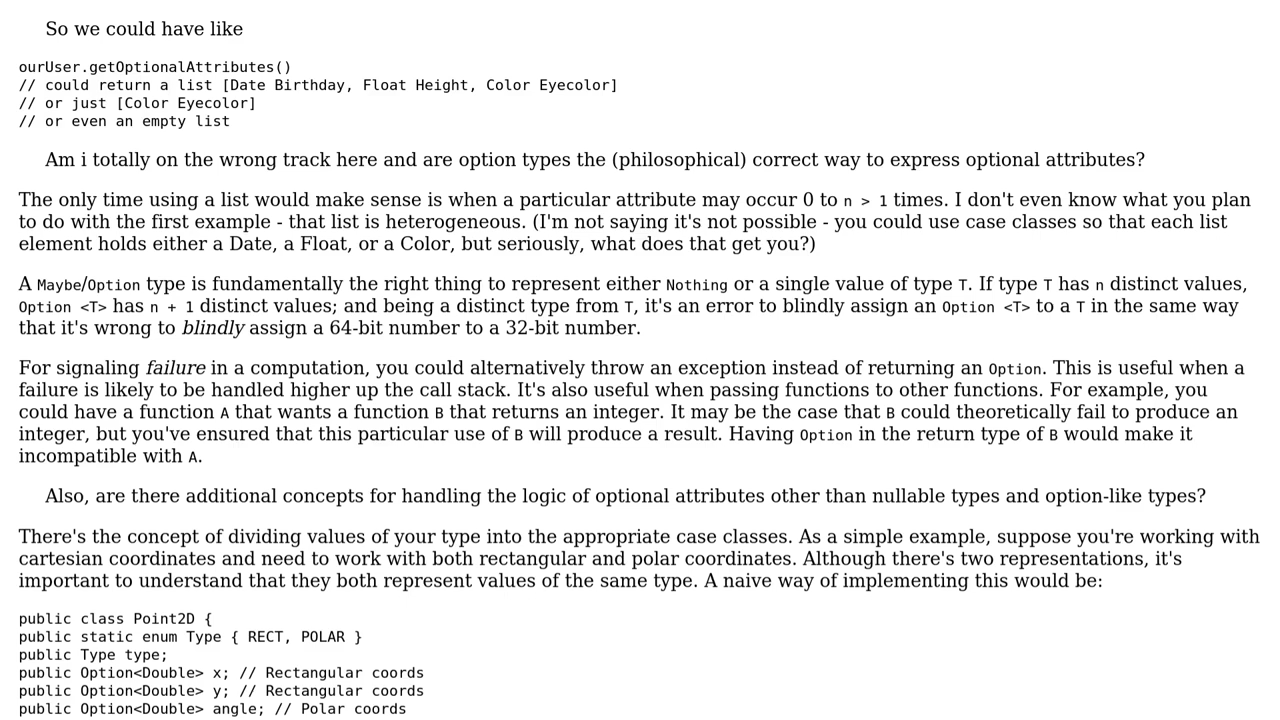 So we could have like
ourUser.getOptionalAttributes()
// could return a list [Date Birthday, Float Height, Color Eyecolor]
// or just [Color Eyecolor]
// or even an empty list
Am i totally on the wrong track here and are option types the (philosophical) correct way to express optional attributes?
The only time using a list would make sense is when a particular attribute may occur 0 to n > 1 times. I don't even know what you plan
to do with the first example - that list is heterogeneous. (I'm not saying it's not possible - you could use case classes so that each list
element holds either a Date, a Float, or a Color, but seriously, what does that get you?)
A Maybe/Option type is fundamentally the right thing to represent either Nothing or a single value of type T. If type T has n distinct values,
Option <T> has n + 1 distinct values; and being a distinct type from T, it's an error to blindly assign an Option <T> to a T in the same way
that it's wrong to blindly assign a 64-bit number to a 32-bit number.
For signaling failure in a computation, you could alternatively throw an exception instead of returning an Option. This is useful when a
failure is likely to be handled higher up the call stack. It's also useful when passing functions to other functions. For example, you
could have a function A that wants a function B that returns an integer. It may be the case that B could theoretically fail to produce an
integer, but you've ensured that this particular use of B will produce a result. Having Option in the return type of B would make it
incompatible with A.
Also, are there additional concepts for handling the logic of optional attributes other than nullable types and option-like types?
There's the concept of dividing values of your type into the appropriate case classes. As a simple example, suppose you're working with
cartesian coordinates and need to work with both rectangular and polar coordinates. Although there's two representations, it's
important to understand that they both represent values of the same type. A naive way of implementing this would be:
public class Point2D {
public static enum Type { RECT, POLAR }
public Type type;
public Option<Double> x; // Rectangular coords
public Option<Double> y; // Rectangular coords
public Option<Double> angle; // Polar coords